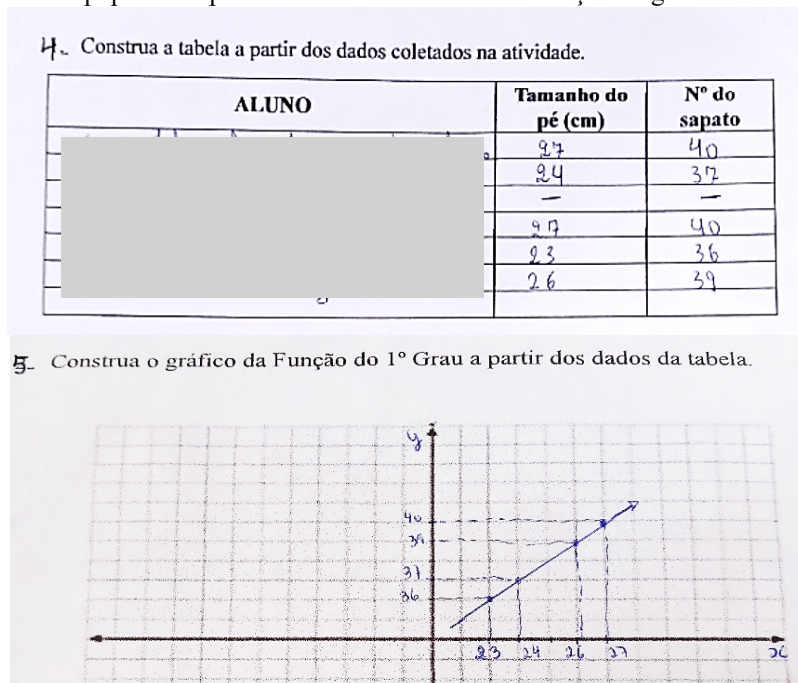 4- Construa a tabela a partir dos dados coletados na atividade.
ALUNO Tamanho do pé (cm) Nº do sapato
27 40
24 37
— —
27 40
23 36
26 39
5- Construa o gráfico da Função do 1º Grau a partir dos dados da tabela.
y
40
39
37
36
23 24 26 27 x